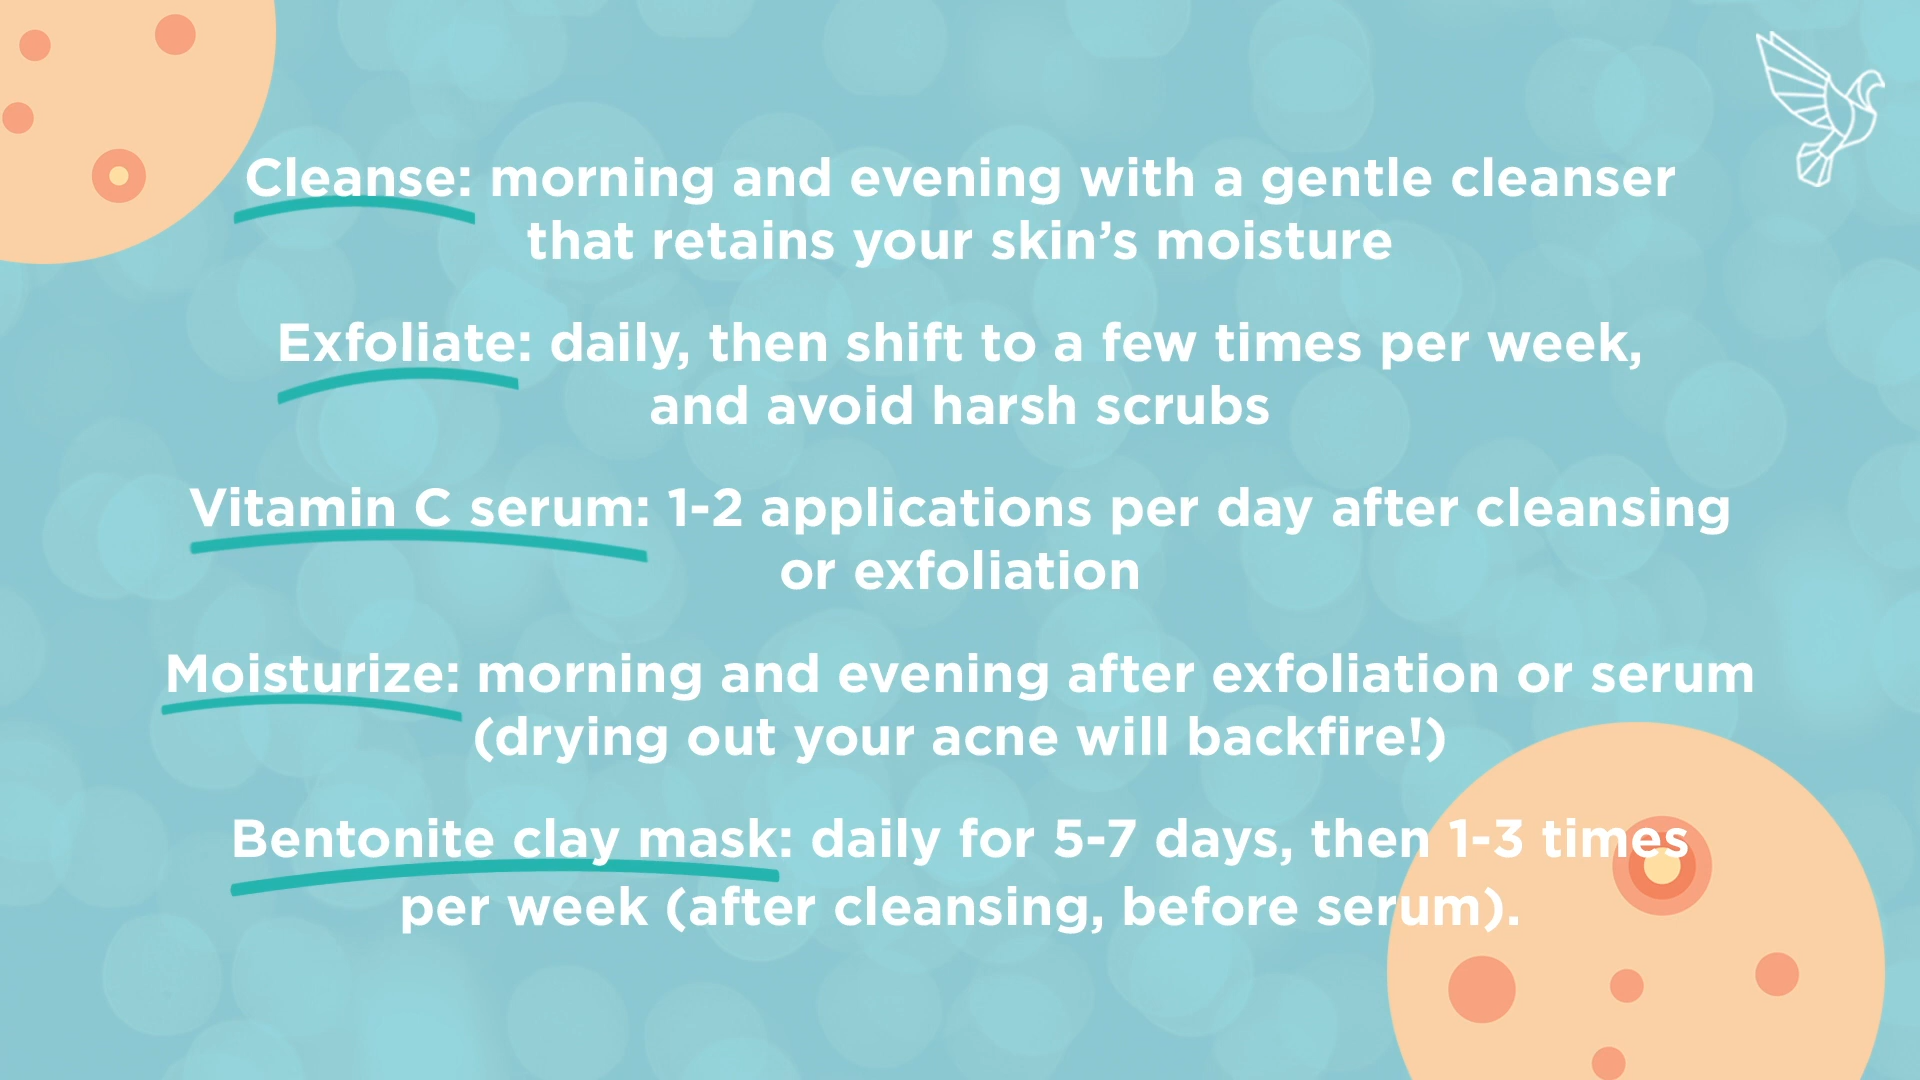 Cleanse: morning and evening with a gentle cleanser
that retains your skin’s moisture
Exfoliate: daily, then shift to a few times per week,
and avoid harsh scrubs
Vitamin C serum: 1-2 applications per day after cleansing
or exfoliation
Moisturize: morning and evening after exfoliation or serum
(drying out your acne will backfire!)
Bentonite clay mask: daily for 5-7 days, then 1-3 times
per week (after cleansing, before serum).